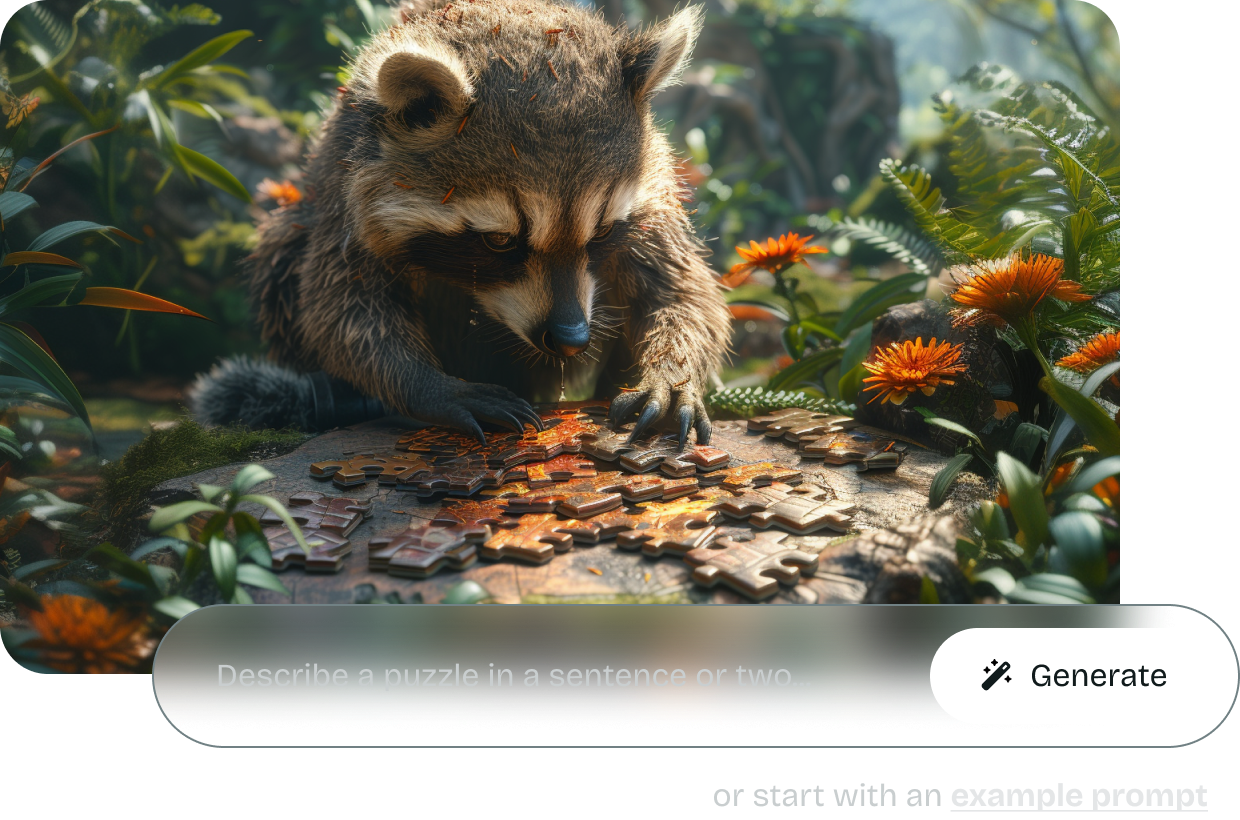 Describe a puzzle in a sentence or two...
Generate
or start with an example prompt